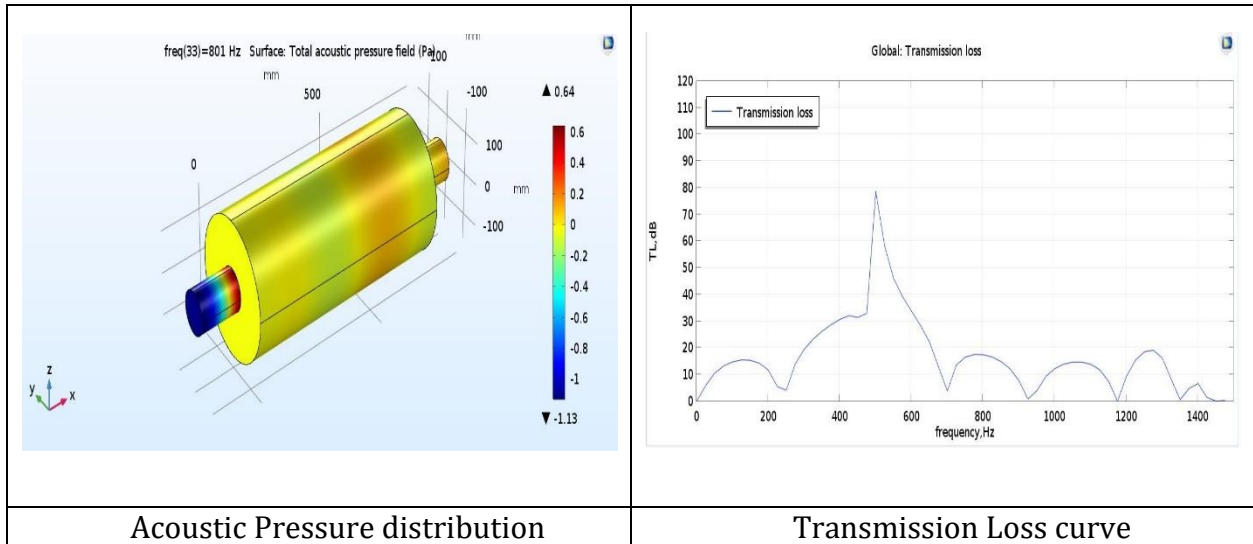 freq(33)=801 Hz Surface: Total acoustic pressure field (Pa)
mm
100
mm
-100
500
0
100
0
mm
-100
▲ 0.64
0.6
0.4
0.2
0
-0.2
-0.4
-0.6
-0.8
-1
▼ -1.13
z
y
x
Global: Transmission loss
Transmission loss
120
110
100
90
80
70
60
50
40
30
20
10
0
TL, dB
0 200 400 600 800 1000 1200 1400
frequency,Hz
Acoustic Pressure distribution
Transmission Loss curve